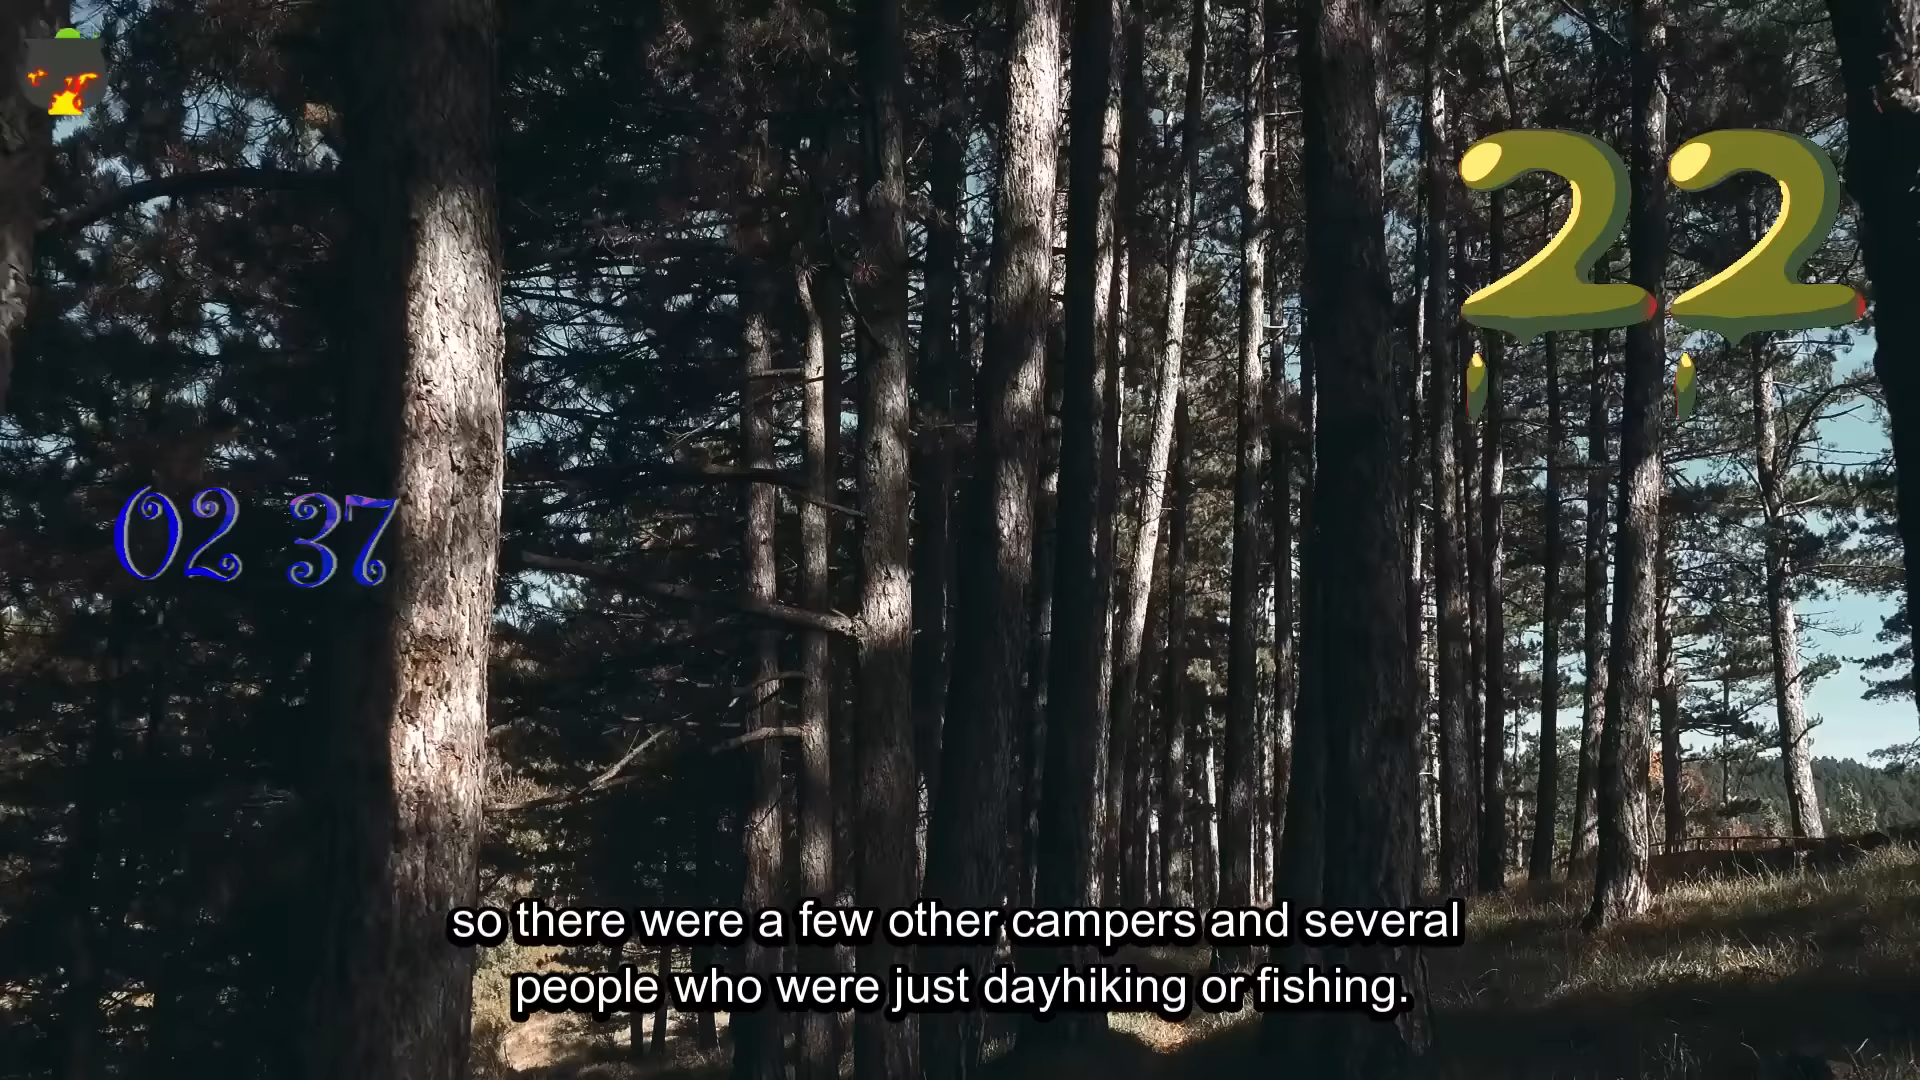 22
02 37
so there were a few other campers and several
people who were just dayhiking or fishing.